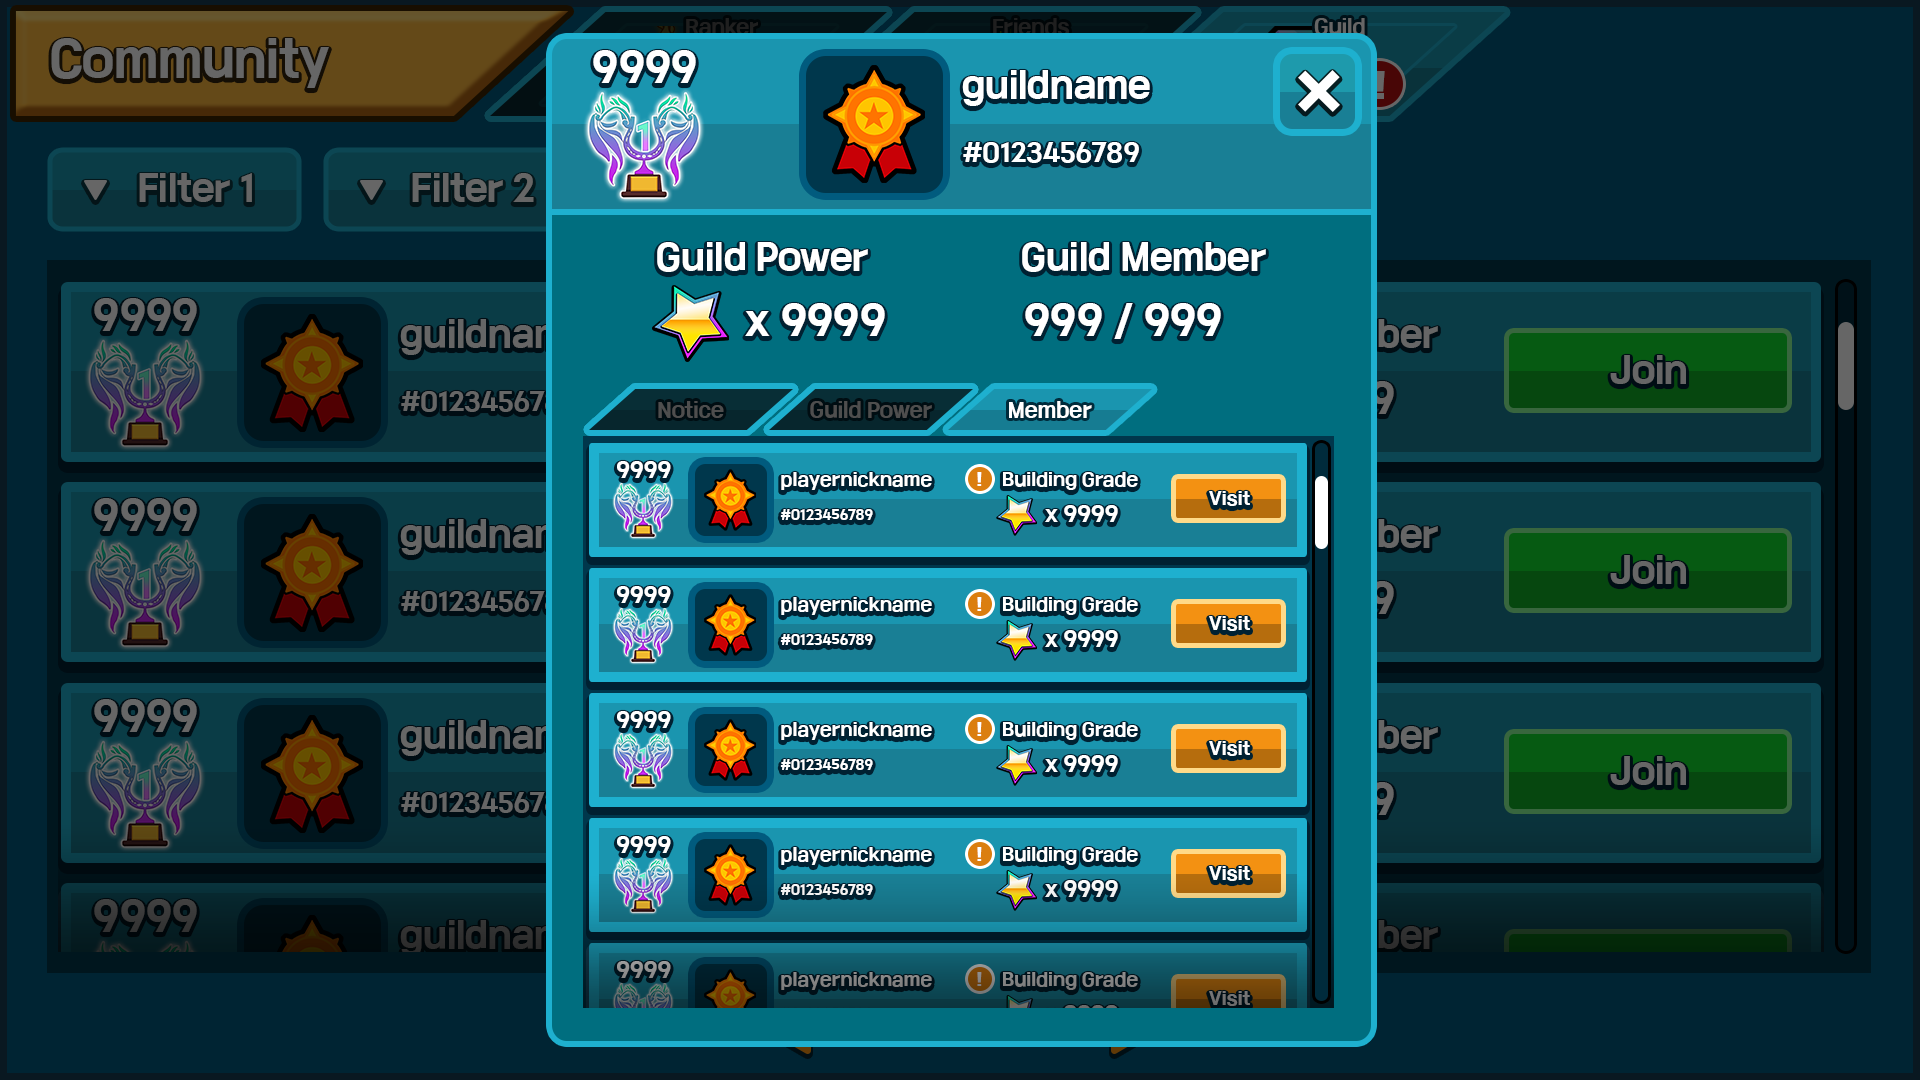 Community
Ranker
Friends
Guild
Filter 1
Filter 2
9999
1
guildname
#0123456789
Guild Power
x 9999
Guild Member
999 / 999
Notice
Guild Power
Member
9999
playernickname
#0123456789
! Building Grade
x 9999
Visit
9999
playernickname
#0123456789
! Building Grade
x 9999
Visit
9999
playernickname
#0123456789
! Building Grade
x 9999
Visit
9999
playernickname
#0123456789
! Building Grade
x 9999
Visit
9999
playernickname
! Building Grade
Visit
9999
1
guildnar
#01234567
ber
9
Join
9999
1
guildnar
#01234567
ber
9
Join
9999
1
guildnar
#01234567
ber
9
Join
9999
guildnar
ber